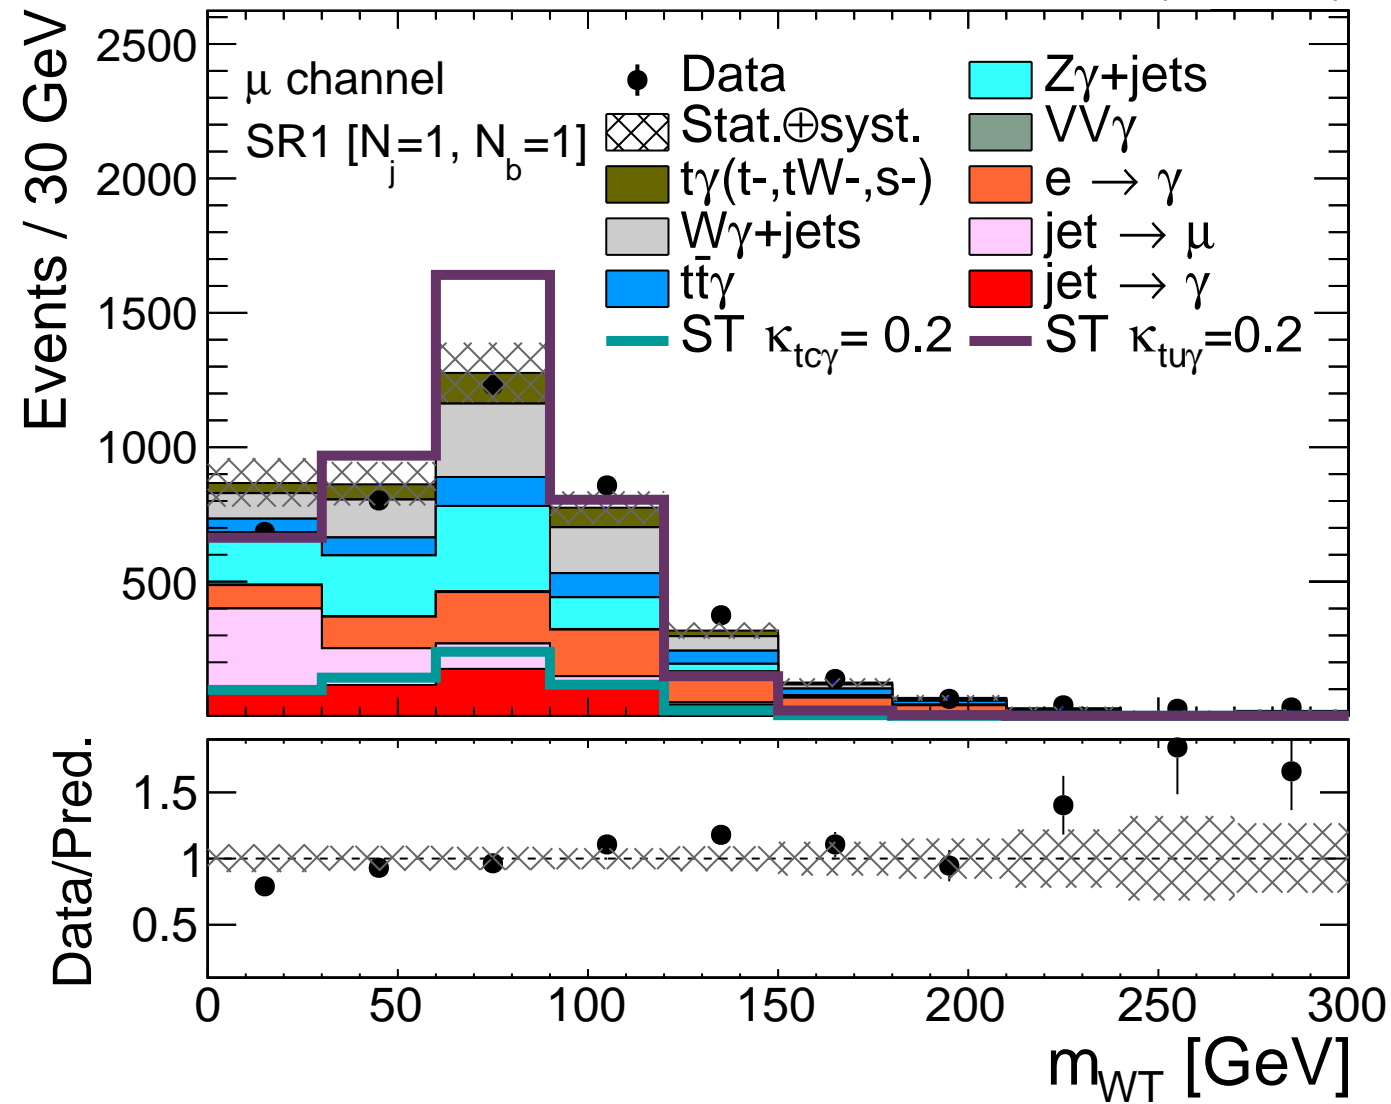 Events / 30 GeV
2500
2000
1500
1000
500
μ channel
SR1 [N_j=1, N_b=1]
Data
Stat.⊕syst.
tγ(t-,tW-,s-)
Wγ+jets
tt̄γ
ST κ_tcγ= 0.2
Zγ+jets
VVγ
e → γ
jet → μ
jet → γ
ST κ_tuγ=0.2
Data/Pred.
1.5
1
0.5
0 50 100 150 200 250 300
m_WT [GeV]